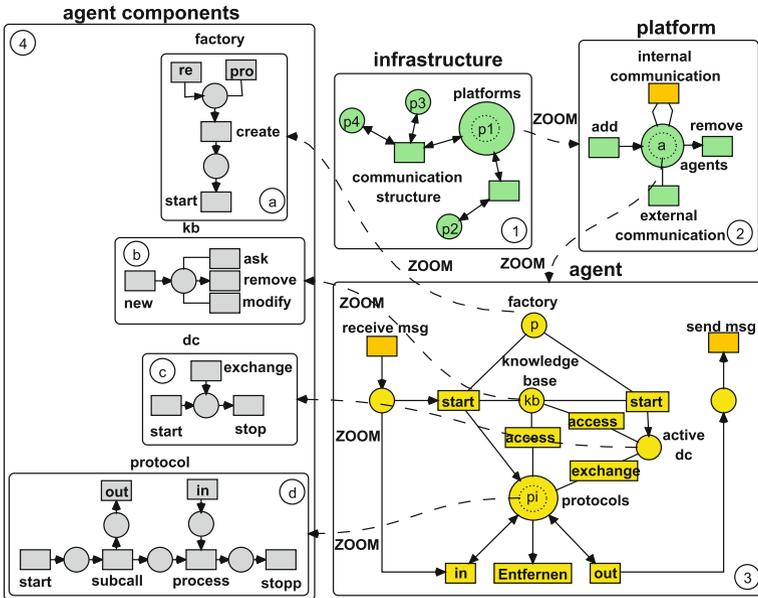 agent components
4
factory
re
pro
create
start
a
kb
b
ask
remove
modify
new
dc
c
exchange
start
stop
protocol
out
in
d
start
subcall
process
stopp
infrastructure
platforms
p3
p4
p1
communication
structure
p2
1
ZOOM
platform
internal
communication
add
remove
a
agents
external
communication
2
ZOOM
ZOOM
agent
ZOOM
factory
p
receive msg
send msg
knowledge
base
start
kb
start
access
access
active
dc
ZOOM
exchange
pi
protocols
ZOOM
in
Entfernen
out
3